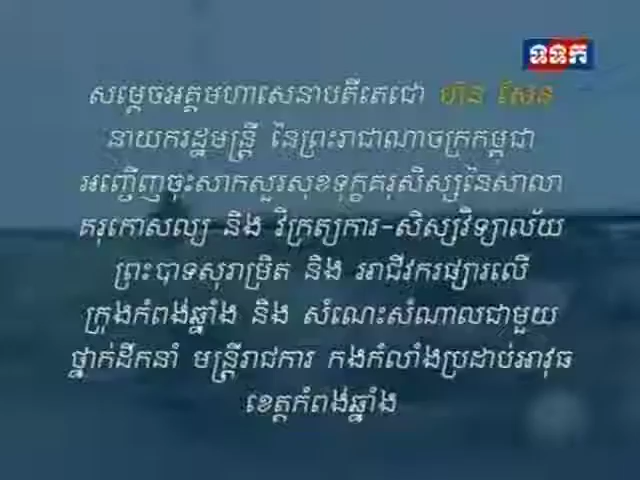 ទទក
សម្តេចអគ្គមហាសេនាបតីតេជោ ហ៊ុន សែន
នាយករដ្ឋមន្ត្រី នៃព្រះរាជាណាចក្រកម្ពុជា
អញ្ចើញចុះសាកសួរសុខទុក្ខគរុសិស្សនៃសាលា
គរុកោសល្យ និង វិក្រត្យការ-សិស្សវិទ្យាល័យ
ព្រះបាទសុរាម្រិត និង អាជីវករផ្សារលើ
ក្រុងកំពង់ឆ្នាំង និង សំណេះសំណាលជាមួយ
ថ្នាក់ដឹកនាំ មន្ត្រីរាជការ កងកំលាំងប្រដាប់អាវុធ
ខេត្តកំពង់ឆ្នាំង